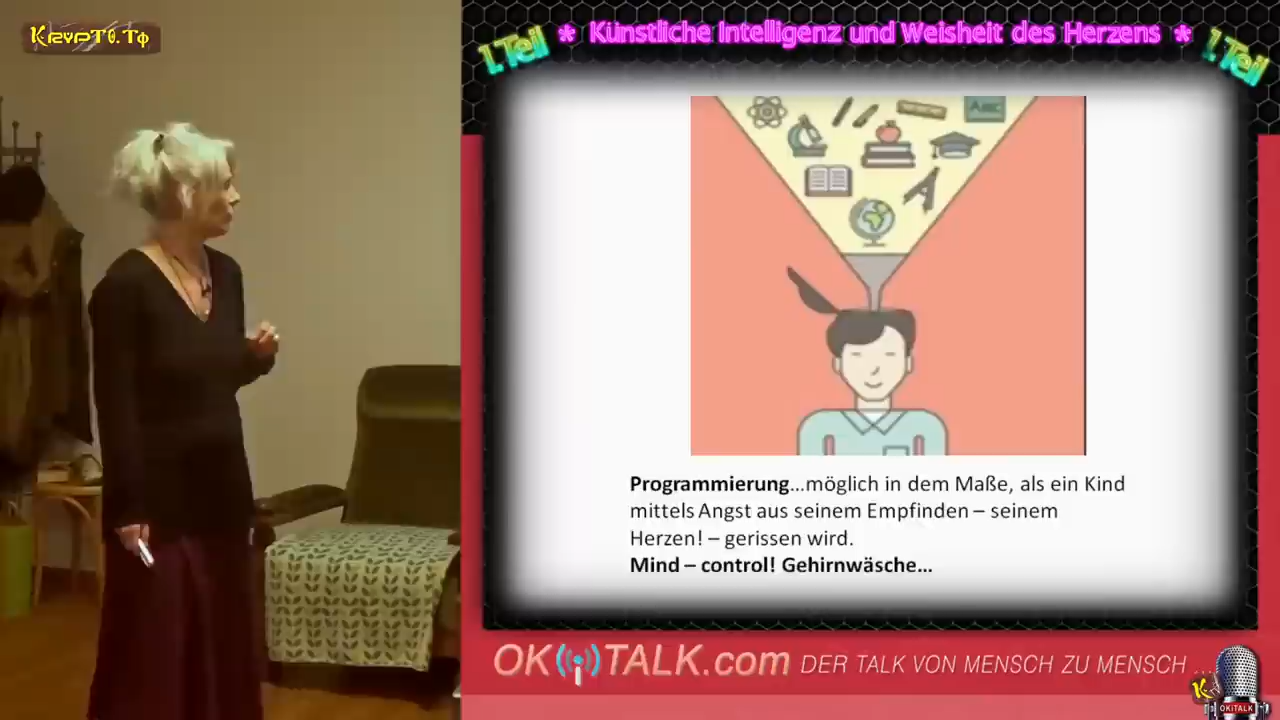 KRYPT0.TO
1.Teil
* Künstliche Intelligenz und Weisheit des Herzens *
1.Teil
ABC
Programmierung...möglich in dem Maße, als ein Kind
mittels Angst aus seinem Empfinden – seinem
Herzen! – gerissen wird.
Mind – control! Gehirnwäsche...
OKiTALK.com DER TALK VON MENSCH ZU MENSCH ...
OKiTALK